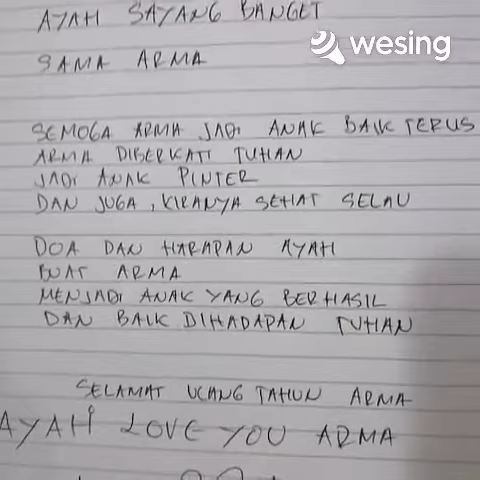 AYAH SAYANG BANGET
wesing
SAMA ARMA
SEMOGA ARMA JADI ANAK BAIK TERUS
ARMA DIBERKATI TUHAN
JADI ANAK PINTER
DAN JUGA, KIRANYA SEHAT SELAU
DOA DAN HARAPAN AYAH
BUAT ARMA
MENJADI ANAK YANG BERHASIL
DAN BAIK DIHADAPAN TUHAN
SELAMAT ULANG TAHUN ARMA
AYAH LOVE YOU ARMA